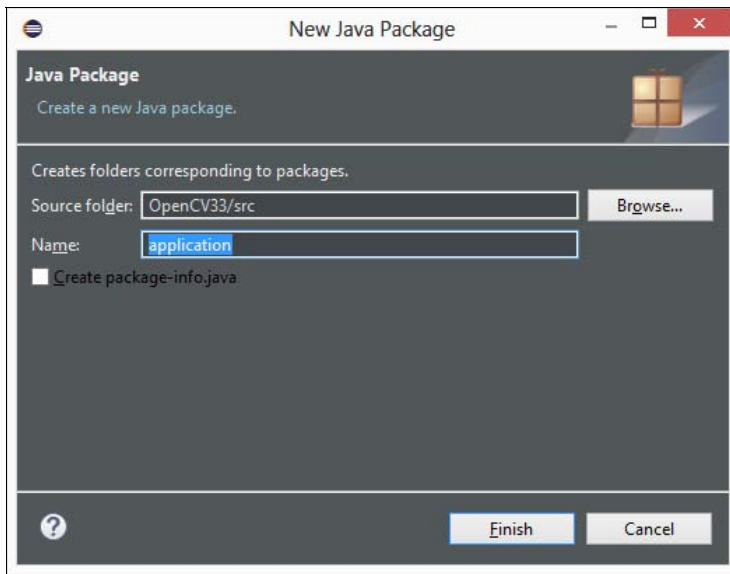 New Java Package
Java Package
Create a new Java package.
Creates folders corresponding to packages.
Source folder: OpenCV33/src Browse...
Name: application
Create package-info.java
Finish Cancel